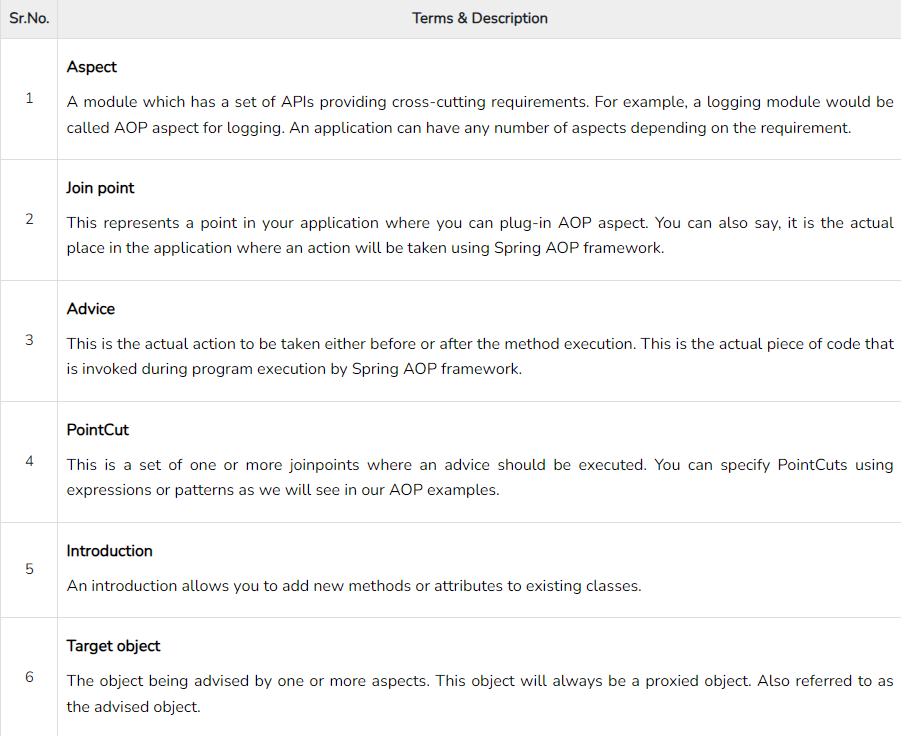 Sr.No. Terms & Description
Aspect
1
A module which has a set of APIs providing cross-cutting requirements. For example, a logging module would be
called AOP aspect for logging. An application can have any number of aspects depending on the requirement.
Join point
2
This represents a point in your application where you can plug-in AOP aspect. You can also say, it is the actual
place in the application where an action will be taken using Spring AOP framework.
Advice
3
This is the actual action to be taken either before or after the method execution. This is the actual piece of code that
is invoked during program execution by Spring AOP framework.
PointCut
4
This is a set of one or more joinpoints where an advice should be executed. You can specify PointCuts using
expressions or patterns as we will see in our AOP examples.
Introduction
5
An introduction allows you to add new methods or attributes to existing classes.
Target object
6
The object being advised by one or more aspects. This object will always be a proxied object. Also referred to as
the advised object.